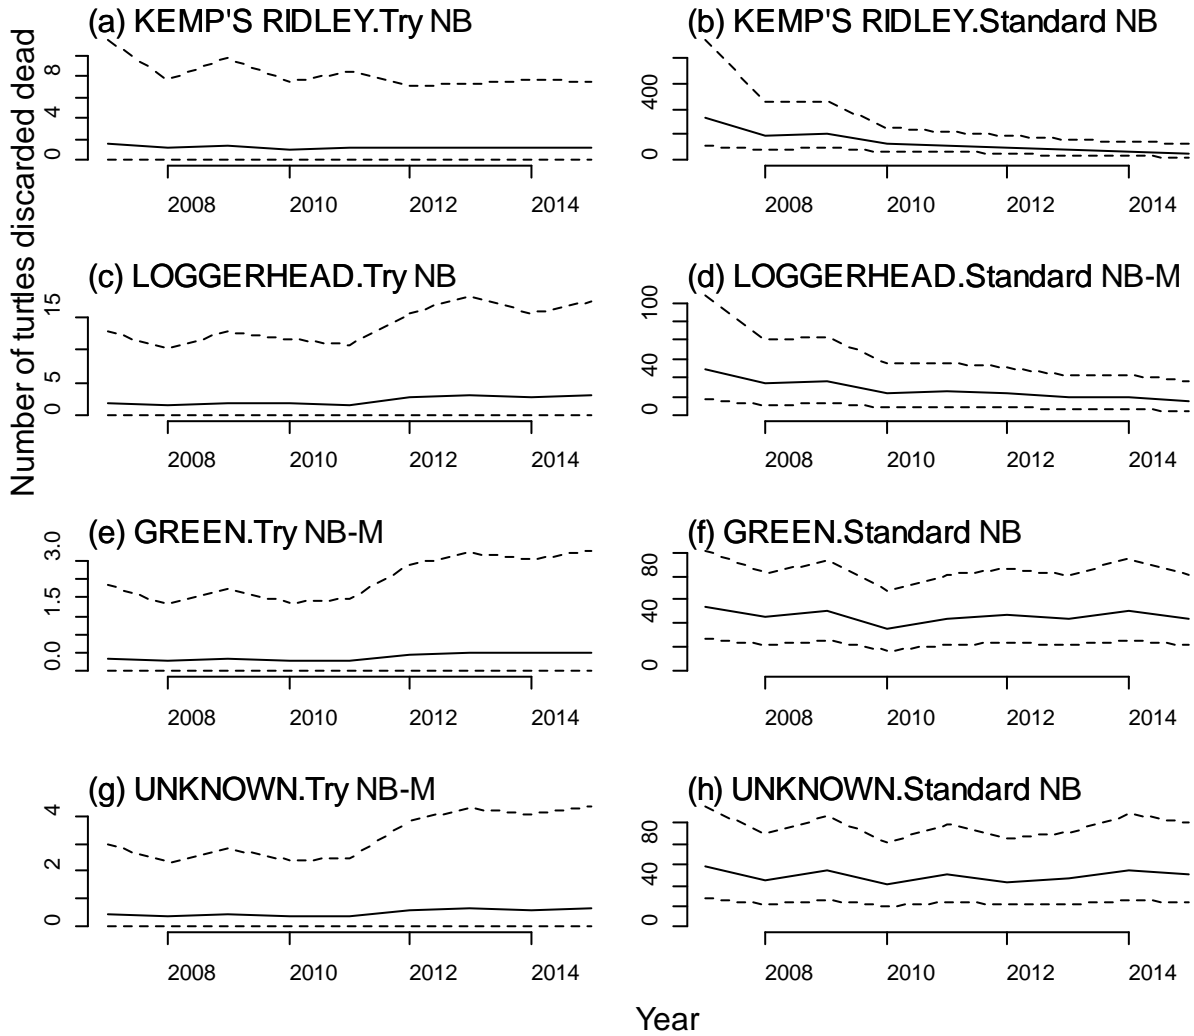 (a) KEMP'S RIDLEY.Try NB
(b) KEMP'S RIDLEY.Standard NB
Number of turtles discarded dead
0 4 8
2008 2010 2012 2014
0 400
2008 2010 2012 2014
(c) LOGGERHEAD.Try NB
(d) LOGGERHEAD.Standard NB-M
0 5 15
2008 2010 2012 2014
0 40 100
2008 2010 2012 2014
(e) GREEN.Try NB-M
(f) GREEN.Standard NB
0.0 1.5 3.0
2008 2010 2012 2014
0 40 80
2008 2010 2012 2014
(g) UNKNOWN.Try NB-M
(h) UNKNOWN.Standard NB
0 2 4
2008 2010 2012 2014
0 40 80
2008 2010 2012 2014
Year